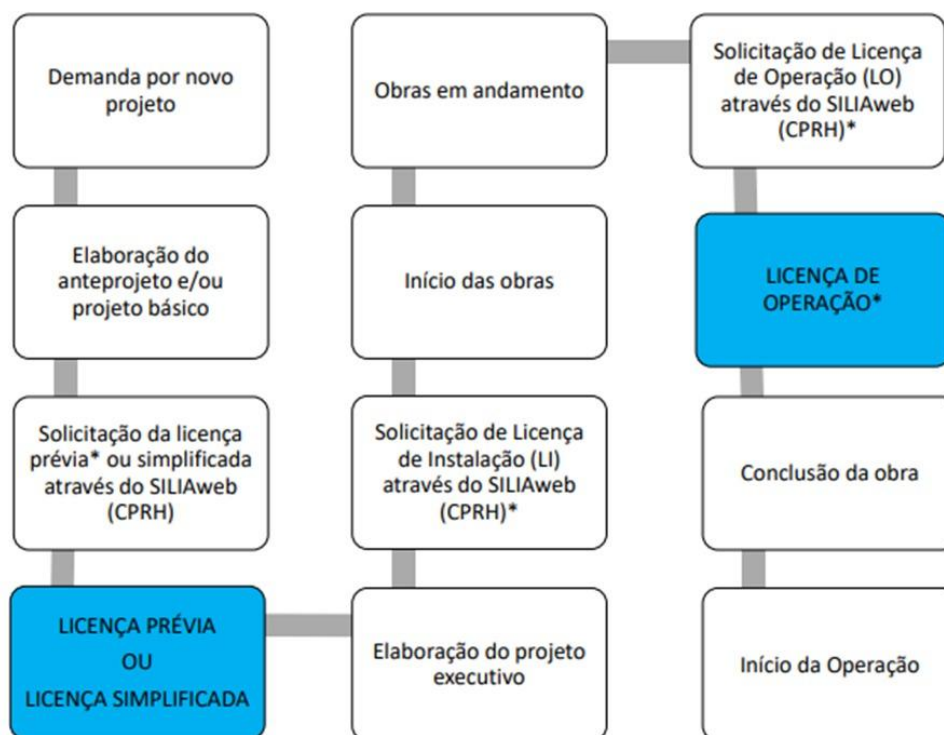 Demanda por novo
projeto
Elaboração do
anteprojeto e/ou
projeto básico
Solicitação da licença
prévia* ou simplificada
através do SILIAweb
(CPRH)
LICENÇA PRÉVIA
OU
LICENÇA SIMPLIFICADA
Elaboração do projeto
executivo
Solicitação de Licença
de Instalação (LI)
através do SILIAweb
(CPRH)*
Início das obras
Obras em andamento
Solicitação de Licença
de Operação (LO)
através do SILIAweb
(CPRH)*
LICENÇA DE
OPERAÇÃO*
Conclusão da obra
Início da Operação